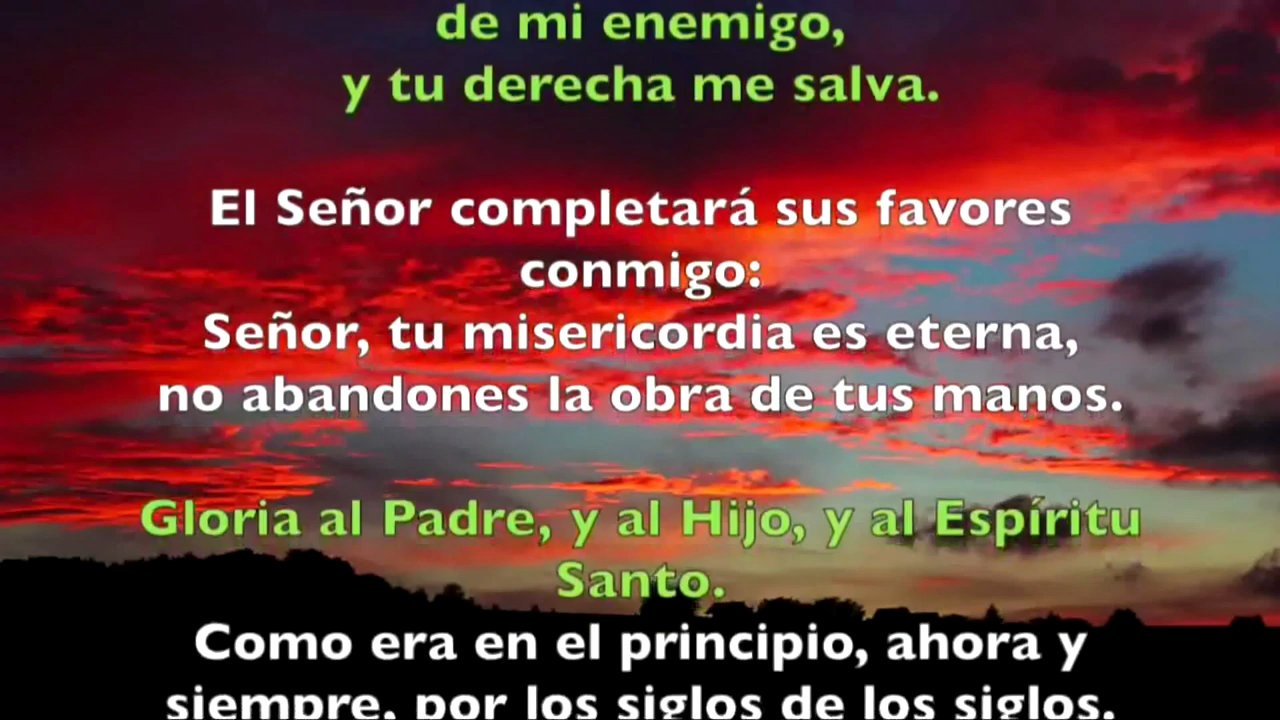 de mi enemigo,
y tu derecha me salva.
El Señor completará sus favores
conmigo:
Señor, tu misericordia es eterna,
no abandones la obra de tus manos.
Gloria al Padre, y al Hijo, y al Espíritu
Santo.
Como era en el principio, ahora y
siempre, por los siglos de los siglos.